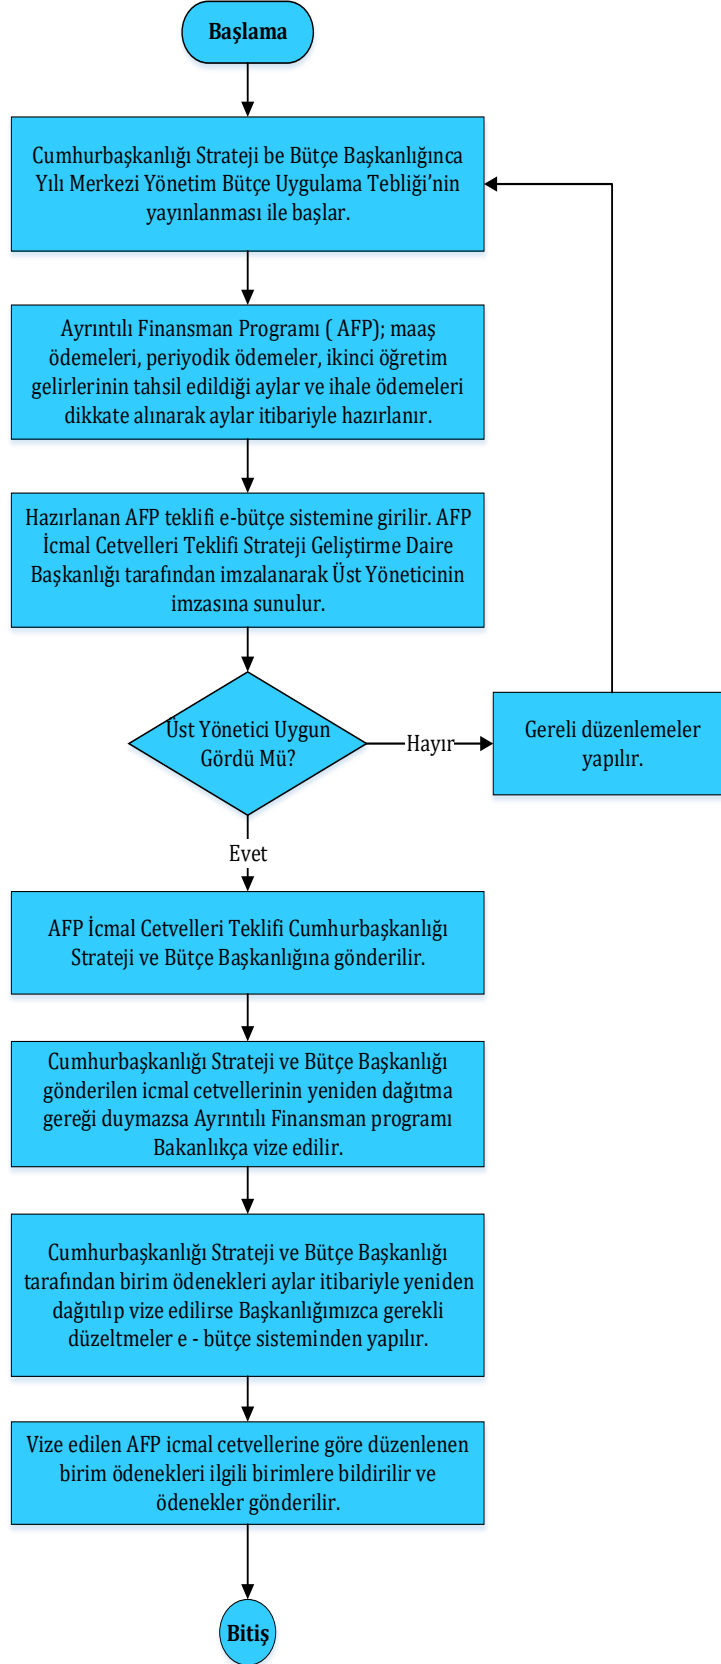 Başlama
Cumhurbaşkanlığı Strateji be Bütçe Başkanlığınca
Yılı Merkezi Yönetim Bütçe Uygulama Tebliği’nin
yayınlanması ile başlar.
Ayrıntılı Finansman Programı ( AFP); maaş
ödemeleri, periyodik ödemeler, ikinci öğretim
gelirlerinin tahsil edildiği aylar ve ihale ödemeleri
dikkate alınarak aylar itibariyle hazırlanır.
Hazırlanan AFP teklifi e-bütçe sistemine girilir. AFP
İcmal Cetvelleri Teklifi Strateji Geliştirme Daire
Başkanlığı tarafından imzalanarak Üst Yöneticinin
imzasına sunulur.
Üst Yönetici Uygun
Gördü Mü?
Hayır
Gereli düzenlemeler
yapılır.
Evet
AFP İcmal Cetvelleri Teklifi Cumhurbaşkanlığı
Strateji ve Bütçe Başkanlığına gönderilir.
Cumhurbaşkanlığı Strateji ve Bütçe Başkanlığı
gönderilen icmal cetvellerinin yeniden dağıtma
gereği duymazsa Ayrıntılı Finansman programı
Bakanlıkça vize edilir.
Cumhurbaşkanlığı Strateji ve Bütçe Başkanlığı
tarafından birim ödenekleri aylar itibariyle yeniden
dağıtılıp vize edilirse Başkanlığımızca gerekli
düzeltmeler e - bütçe sisteminden yapılır.
Vize edilen AFP icmal cetvellerine göre düzenlenen
birim ödenekleri ilgili birimlere bildirilir ve
ödenekler gönderilir.
Bitiş